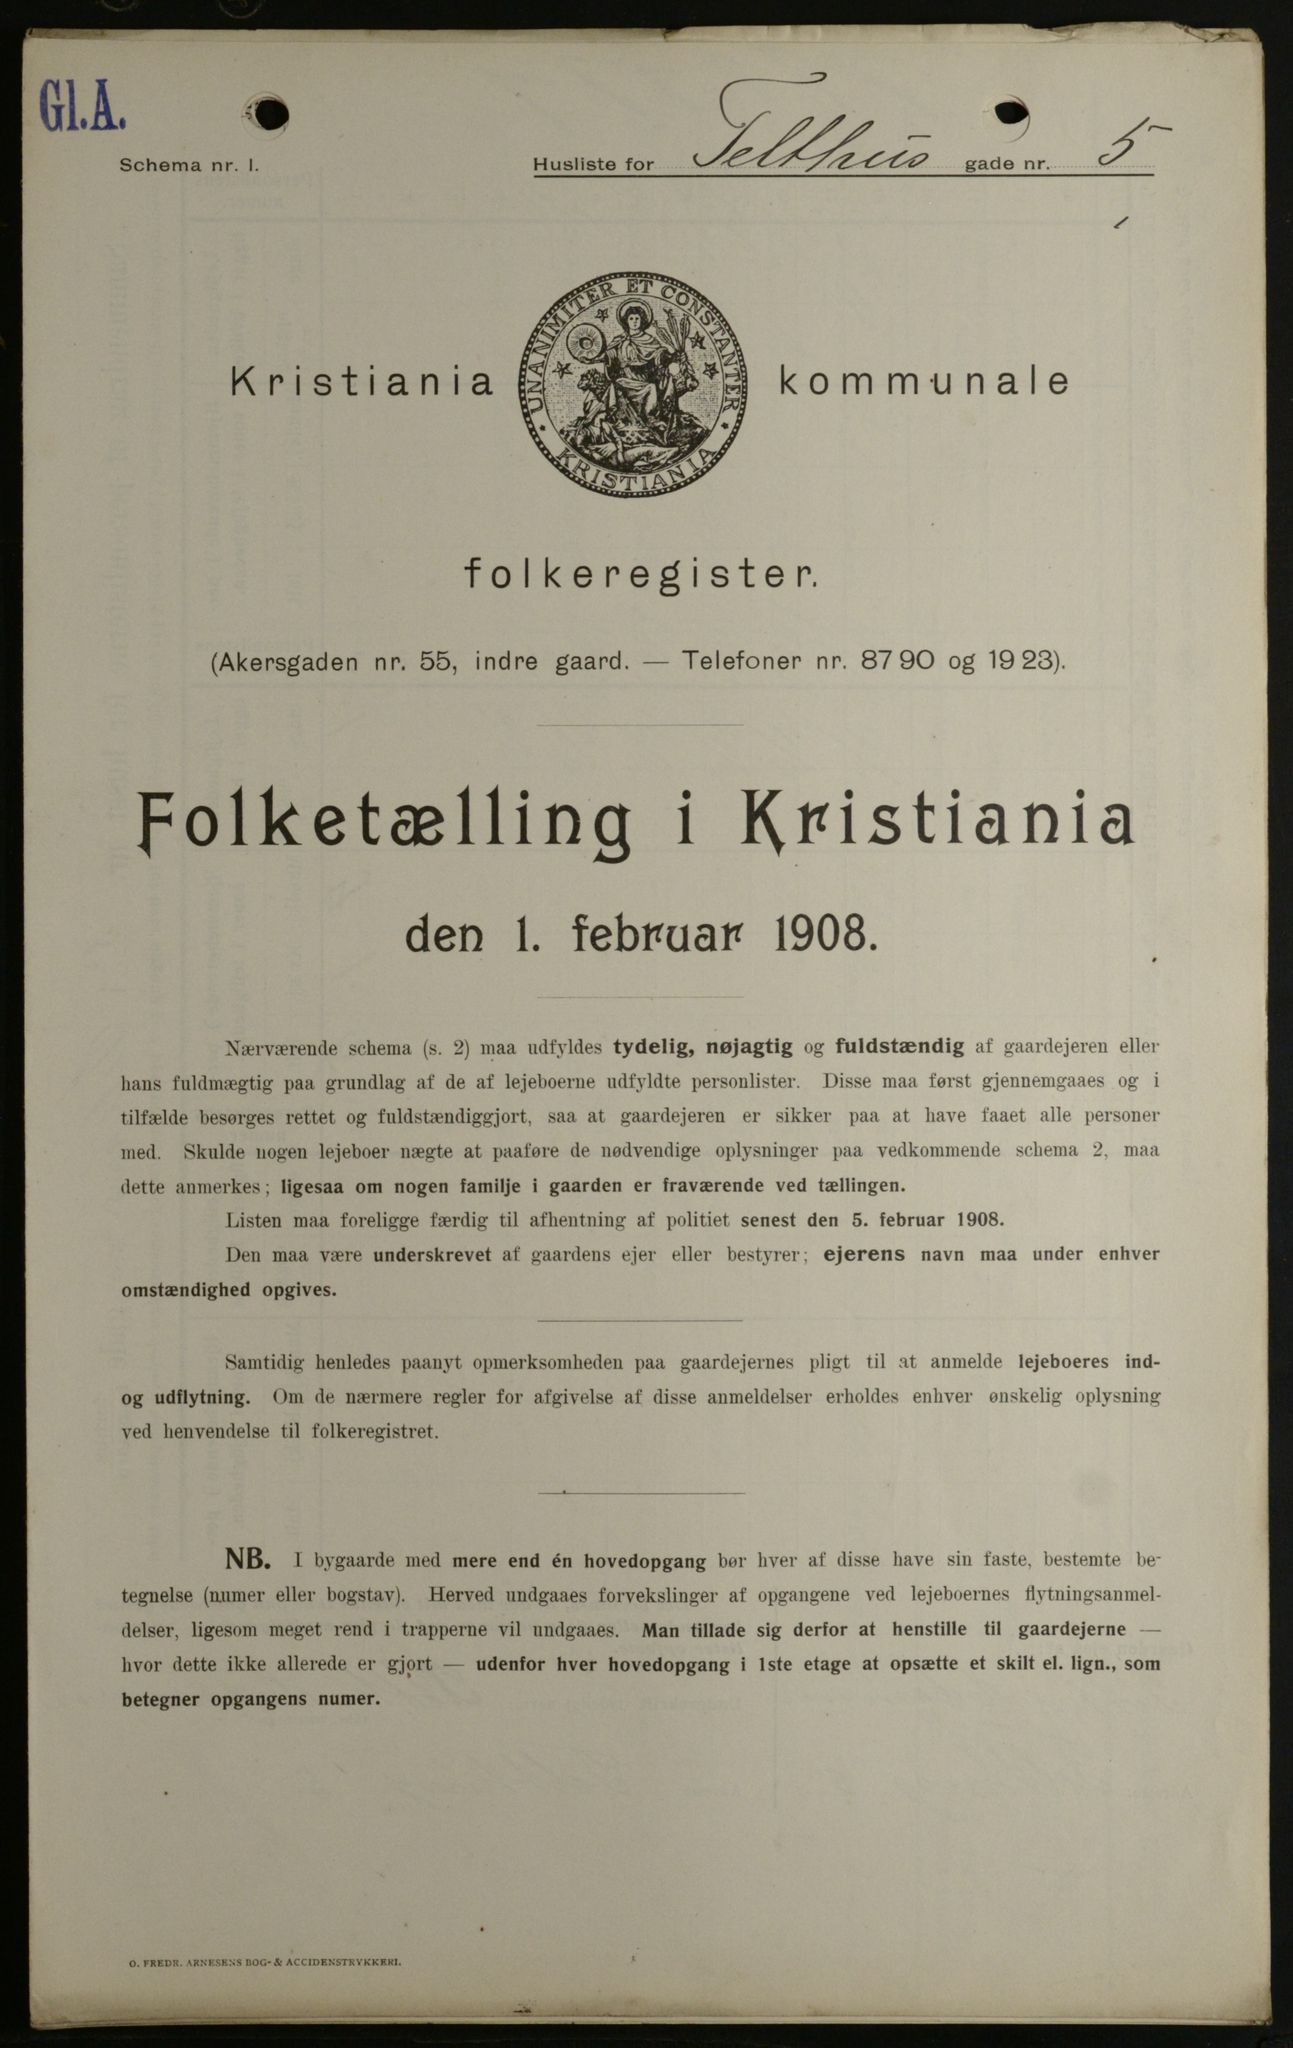 Gl.A.
Schema nr. 1.
Husliste for Telthus gade nr. 5
UNANIMITER ET CONSTANTER
KRISTIANIA
Kristiania kommunale
folkeregister.
(Akersgaden nr. 55, indre gaard. — Telefoner nr. 8790 og 1923).
Folketælling i Kristiania
den 1. februar 1908.
Nærværende schema (s. 2) maa udfyldes tydelig, nøjagtig og fuldstændig af gaardejeren eller
hans fuldmægtig paa grundlag af de af lejeboerne udfyldte personlister. Disse maa først gjennemgaaes og i
tilfælde besørges rettet og fuldstændiggjort, saa at gaardejeren er sikker paa at have faaet alle personer
med. Skulde nogen lejeboer nægte at paaføre de nødvendige oplysninger paa vedkommende schema 2, maa
dette anmerkes; ligesaa om nogen familje i gaarden er fraværende ved tællingen.
Listen maa foreligge færdig til afhentning af politiet senest den 5. februar 1908.
Den maa være underskrevet af gaardens ejer eller bestyrer; ejerens navn maa under enhver
omstændighed opgives.
Samtidig henledes paanyt opmerksomheden paa gaardejernes pligt til at anmelde lejeboeres ind-
og udflytning. Om de nærmere regler for afgivelse af disse anmeldelser erholdes enhver ønskelig oplysning
ved henvendelse til folkeregistret.
NB. I bygaarde med mere end én hovedopgang bør hver af disse have sin faste, bestemte be-
tegnelse (numer eller bogstav). Herved undgaaes forvekslinger af opgangene ved lejeboernes flytningsanmel-
delser, ligesom meget rend i trapperne vil undgaaes. Man tillade sig derfor at henstille til gaardejerne —
hvor dette ikke allerede er gjort — udenfor hver hovedopgang i 1ste etage at opsætte et skilt el. lign., som
betegner opgangens numer.
O. FREDR. ARNESENS BOG- & ACCIDENSTRYKKERI.